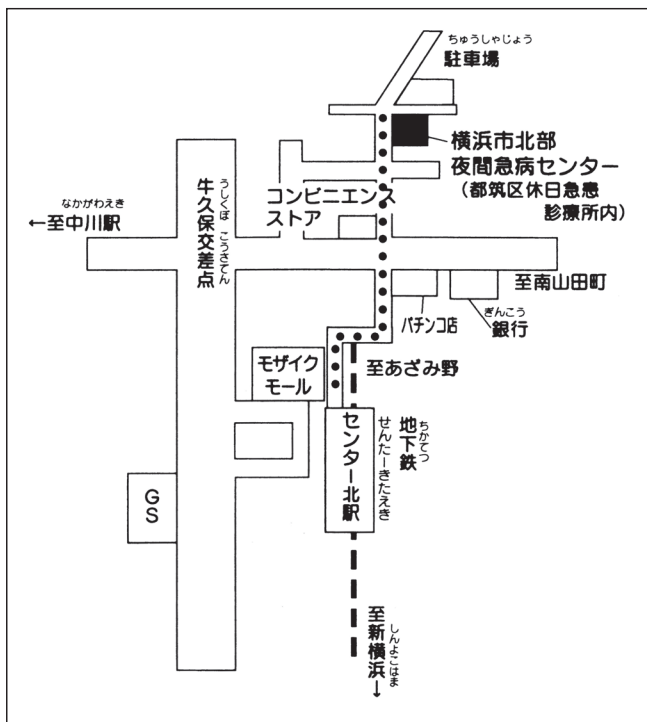 ちゅうしゃじょう
駐車場
横浜市北部
夜間急病センター
（都筑区休日急患
診療所内）
コンビニエンス
ストア
うしくぼ こうさてん
牛久保交差点
なかがわえき
←至中川駅
至南山田町
パチンコ店
ぎんこう
銀行
モザイク
モール
至あざみ野
センター北駅
せんたーきたえき
ちかてつ
地下鉄
GS
しんよこはま
至新横浜→